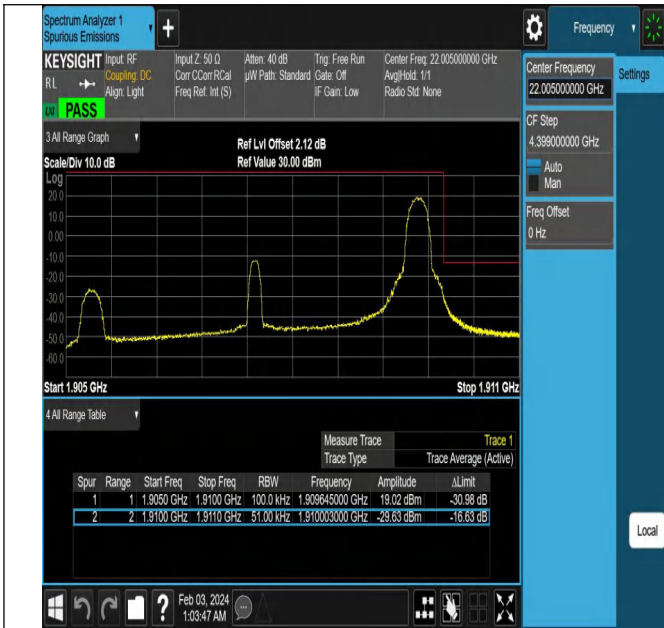 Spectrum Analyzer 1
Spurious Emissions
Frequency
KEYSIGHT Input: RF Input Z: 50 Ω Atten: 40 dB Trig: Free Run Center Freq: 22.005000000 GHz
RL Coupling: DC Corr CCorr RCal µW Path: Standard Gate: Off Avg|Hold: 1/1
Align: Light Freq Ref: Int (S) IF Gain: Low Radio Std: None
PASS
Center Frequency
22.005000000 GHz
Settings
CF Step
4.399000000 GHz
Auto
Man
Freq Offset
0 Hz
3 All Range Graph
Ref Lvl Offset 2.12 dB
Scale/Div 10.0 dB Ref Value 30.00 dBm
Log
20.0
10.0
0.00
-10.0
-20.0
-30.0
-40.0
-50.0
-60.0
Start 1.905 GHz Stop 1.911 GHz
4 All Range Table
Measure Trace Trace 1
Trace Type Trace Average (Active)
Spur Range Start Freq Stop Freq RBW Frequency Amplitude ΔLimit
1 1 1.9050 GHz 1.9100 GHz 100.0 kHz 1.909645000 GHz 19.02 dBm -30.98 dB
2 2 1.9100 GHz 1.9110 GHz 51.00 kHz 1.910003000 GHz -29.63 dBm -16.63 dB
Local
? Feb 03, 2024
1:03:47 AM